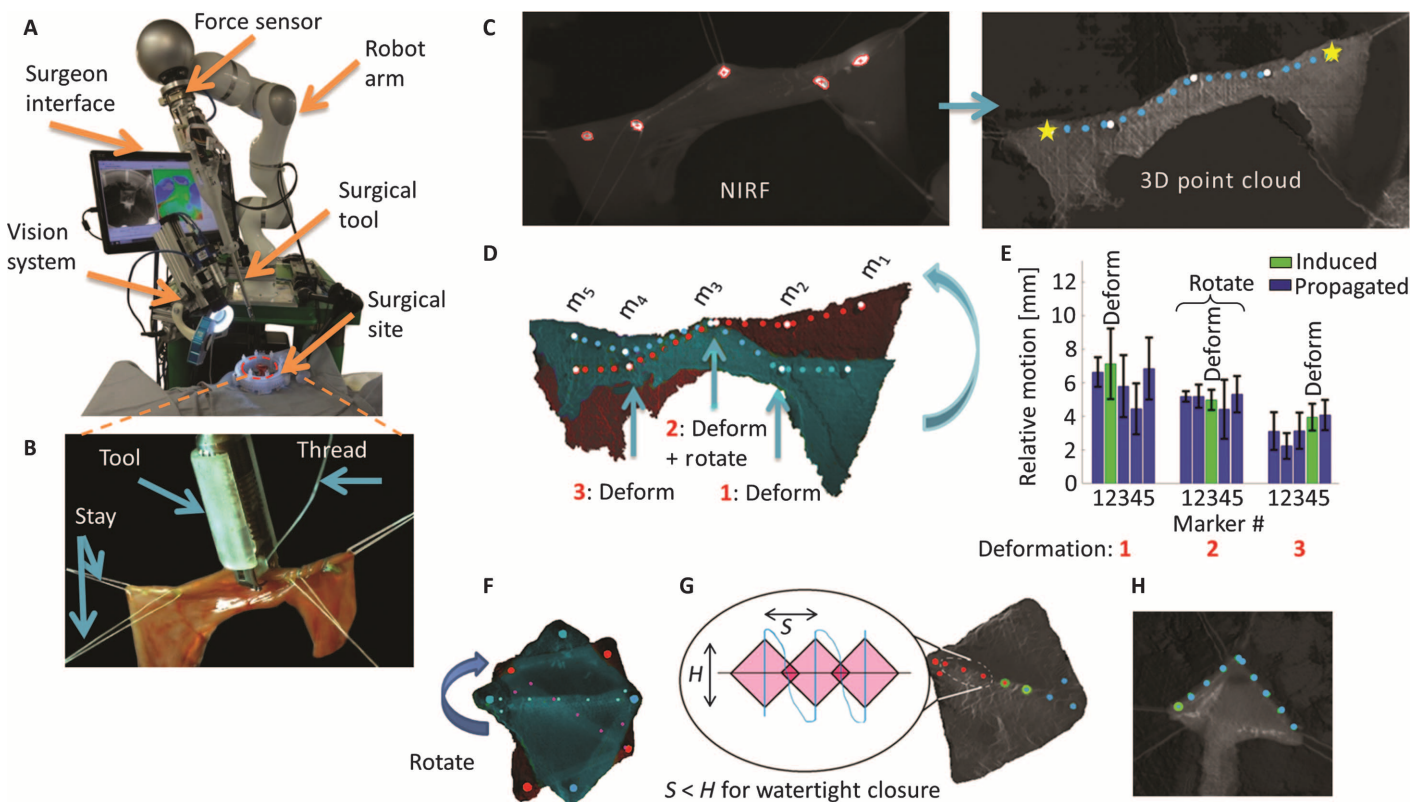 A
Force sensor
Robot
arm
Surgeon
interface
Surgical
tool
Vision
system
Surgical
site
B
Tool
Thread
Stay
C
NIRF
3D point cloud
D
m5
m4
m3
m2
m1
2: Deform
+ rotate
3: Deform
1: Deform
E
Induced
Propagated
Relative motion [mm]
12
10
8
6
4
2
0
Deform
Rotate
Deform
Deform
12345 12345 12345
Marker #
Deformation: 1 2 3
F
Rotate
G
S
H
S < H for watertight closure
H